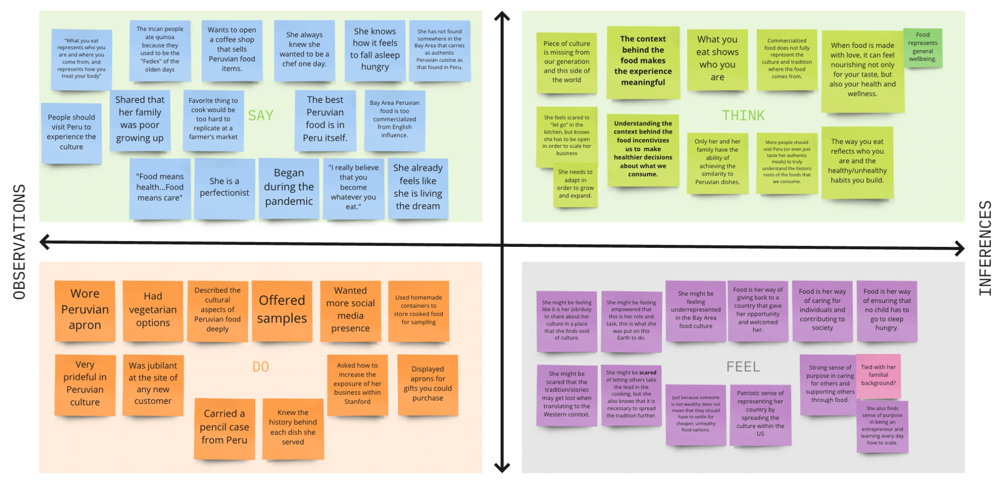 "What you eat
represents who you
are and where you
come from, and
represents how you
treat your body"
The Incan people
ate quinoa
because they
used to be the
"Fedex" of the
olden days
Wants to open
a coffee shop
that sells
Peruvian food
items.
She always
knew she
wanted to be a
chef one day.
She knows
how it feels
to fall asleep
hungry
She has not found
somewhere in the
Bay Area that carries
as authentic
Peruvian cuisine as
that found in Peru.
People should
visit Peru to
experience the
culture
Shared that
her family
was poor
growing up
Favorite thing to
cook would be
too hard to
replicate at a
farmer's market
SAY
The best
Peruvian
food is in
Peru itself.
Bay Area Peruvian
food is too
commercialized
from English
influence.
"Food means
health...Food
means care"
She is a
perfectionist
Began
during the
pandemic
"I really believe
that you
become
whatever you
eat."
She already
feels like
she is living
the dream
Piece of culture
is missing from
our generation
and this side of
the world
The context
behind the
food makes
the experience
meaningful
What you
eat shows
who you
are
Commercialized
food does not fully
represent the
culture and tradition
where the food
comes from.
When food is made
with love, it can feel
nourishing not only
for your taste, but
also your health and
wellness.
Food
represents
general
wellbeing.
She feels scared to
"let go" in the
kitchen, but knows
she has to be open
in order to scale her
business
She needs to
adapt in
order to grow
and expand.
Understanding the
context behind the
food incentivizes
us to make
healthier decisions
about what we
consume.
THINK
Only her and her
family have the
ability of
achieving the
similarity to
Peruvian dishes.
More people should
visit Peru (or even just
taste her authentic
meals) to truly
understand the historic
roots of the foods that
we consume.
The way you eat
reflects who you
are and the
healthy/unhealthy
habits you build.
OBSERVATIONS
INFERENCES
Wore
Peruvian
apron
Had
vegetarian
options
Described the
cultural
aspects of
Peruvian food
deeply
Offered
samples
Wanted
more social
media
presence
Used homemade
containers to
store cooked food
for sampllng
Very
prideful in
Peruvian
culture
Was jubilant
at the site of
any new
customer
DO
Asked how to
increase the
exposure of her
business within
Stanford
Displayed
aprons for
gifts you could
purchase
Carried a
pencil case
from Peru
Knew the
history behind
each dish she
served
She might be feeling
like it is her job/duty
to share about her
culture in a place
that she finds void
of culture.
She might be feeling
empowered that
this is her role and
task, this is what she
was put on this
Earth to do.
She might be
feeling
underrepresented
in the Bay Area
food culture
Food is her way of
giving back to a
country that gave
her opportunity
and welcomed
her.
Food is her way
of caring for
individuals and
contributing to
society
Food is her way
of ensuring that
no child has to
go to sleep
hungry.
She might be
scared that the
tradition/stories
may get lost when
translating to the
Western context.
She might be scared
of letting others take
the lead in the
cooking, but she
also knows that it is
necessary to spread
the tradition further.
FEEL
Just because someone
is not wealthy does not
mean that they should
have to settle for
cheaper, unheathy
food options.
Patriotic sense of
representing her
country by
spreading the
culture within the
US
Strong sense of
purpose in caring
for others and
supporting others
through food.
Tied with her
familial
background?
She also finds
sense of purpose
in being an
entrepreneur and
learning every day
how to scale.